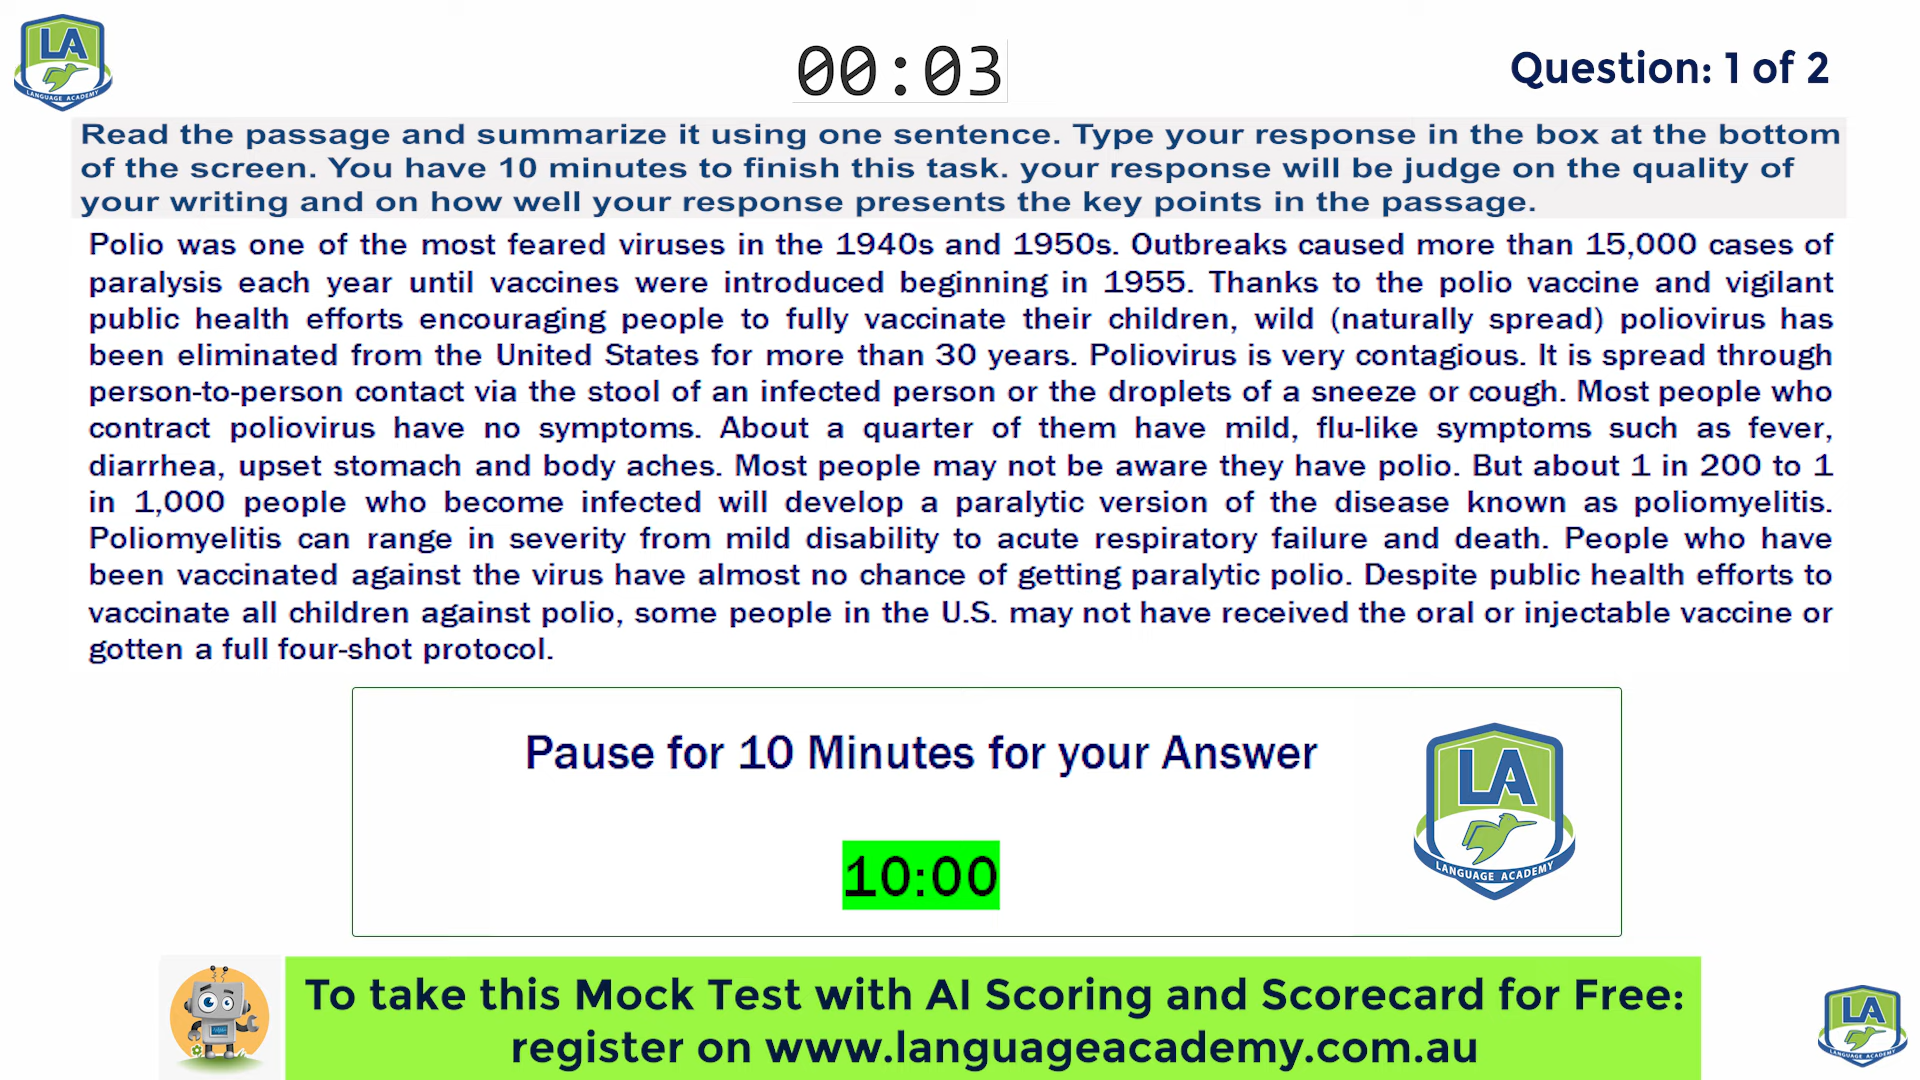 LA
LANGUAGE ACADEMY
00:03
Question: 1 of 2
Read the passage and summarize it using one sentence. Type your response in the box at the bottom
of the screen. You have 10 minutes to finish this task. your response will be judge on the quality of
your writing and on how well your response presents the key points in the passage.
Polio was one of the most feared viruses in the 1940s and 1950s. Outbreaks caused more than 15,000 cases of
paralysis each year until vaccines were introduced beginning in 1955. Thanks to the polio vaccine and vigilant
public health efforts encouraging people to fully vaccinate their children, wild (naturally spread) poliovirus has
been eliminated from the United States for more than 30 years. Poliovirus is very contagious. It is spread through
person-to-person contact via the stool of an infected person or the droplets of a sneeze or cough. Most people who
contract poliovirus have no symptoms. About a quarter of them have mild, flu-like symptoms such as fever,
diarrhea, upset stomach and body aches. Most people may not be aware they have polio. But about 1 in 200 to 1
in 1,000 people who become infected will develop a paralytic version of the disease known as poliomyelitis.
Poliomyelitis can range in severity from mild disability to acute respiratory failure and death. People who have
been vaccinated against the virus have almost no chance of getting paralytic polio. Despite public health efforts to
vaccinate all children against polio, some people in the U.S. may not have received the oral or injectable vaccine or
gotten a full four-shot protocol.
Pause for 10 Minutes for your Answer
10:00
LA
LANGUAGE ACADEMY
To take this Mock Test with AI Scoring and Scorecard for Free:
register on www.languageacademy.com.au
LA
LANGUAGE ACADEMY